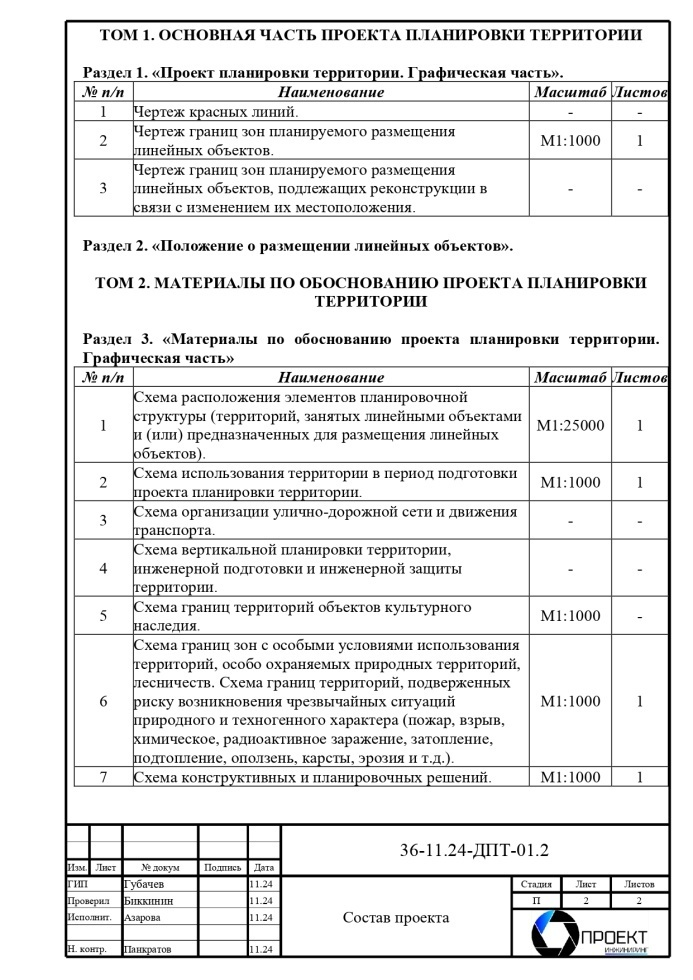 ТОМ 1. ОСНОВНАЯ ЧАСТЬ ПРОЕКТА ПЛАНИРОВКИ ТЕРРИТОРИИ
Раздел 1. «Проект планировки территории. Графическая часть».
№ п/п Наименование Масштаб Листов
1 Чертеж красных линий. - -
2 Чертеж границ зон планируемого размещения
линейных объектов. М1:1000 1
3 Чертеж границ зон планируемого размещения
линейных объектов, подлежащих реконструкции в
связи с изменением их местоположения. - -
Раздел 2. «Положение о размещении линейных объектов».
ТОМ 2. МАТЕРИАЛЫ ПО ОБОСНОВАНИЮ ПРОЕКТА ПЛАНИРОВКИ
ТЕРРИТОРИИ
Раздел 3. «Материалы по обоснованию проекта планировки территории.
Графическая часть»
№ п/п Наименование Масштаб Листов
1 Схема расположения элементов планировочной
структуры (территорий, занятых линейными объектами
и (или) предназначенных для размещения линейных
объектов). М1:25000 1
2 Схема использования территории в период подготовки
проекта планировки территории. М1:1000 1
3 Схема организации улично-дорожной сети и движения
транспорта. - -
4 Схема вертикальной планировки территории,
инженерной подготовки и инженерной защиты
территории. - -
5 Схема границ территорий объектов культурного
наследия. М1:1000 -
6 Схема границ зон с особыми условиями использования
территорий, особо охраняемых природных территорий,
лесничеств. Схема границ территорий, подверженных
риску возникновения чрезвычайных ситуаций
природного и техногенного характера (пожар, взрыв,
химическое, радиоактивное заражение, затопление,
подтопление, оползень, карсты, эрозия и т.д.). М1:1000 1
7 Схема конструктивных и планировочных решений. М1:1000 1
36-11.24-ДПТ-01.2
Изм. Лист № докум Подпись Дата
ГИП Губачев 11.24
Проверил Биккинин 11.24
Исполнит. Азарова 11.24
Н. контр. Панкратов 11.24
Состав проекта
Стадия Лист Листов
П 2 2
ПРОЕКТ
ИНЖИНИРИНГ